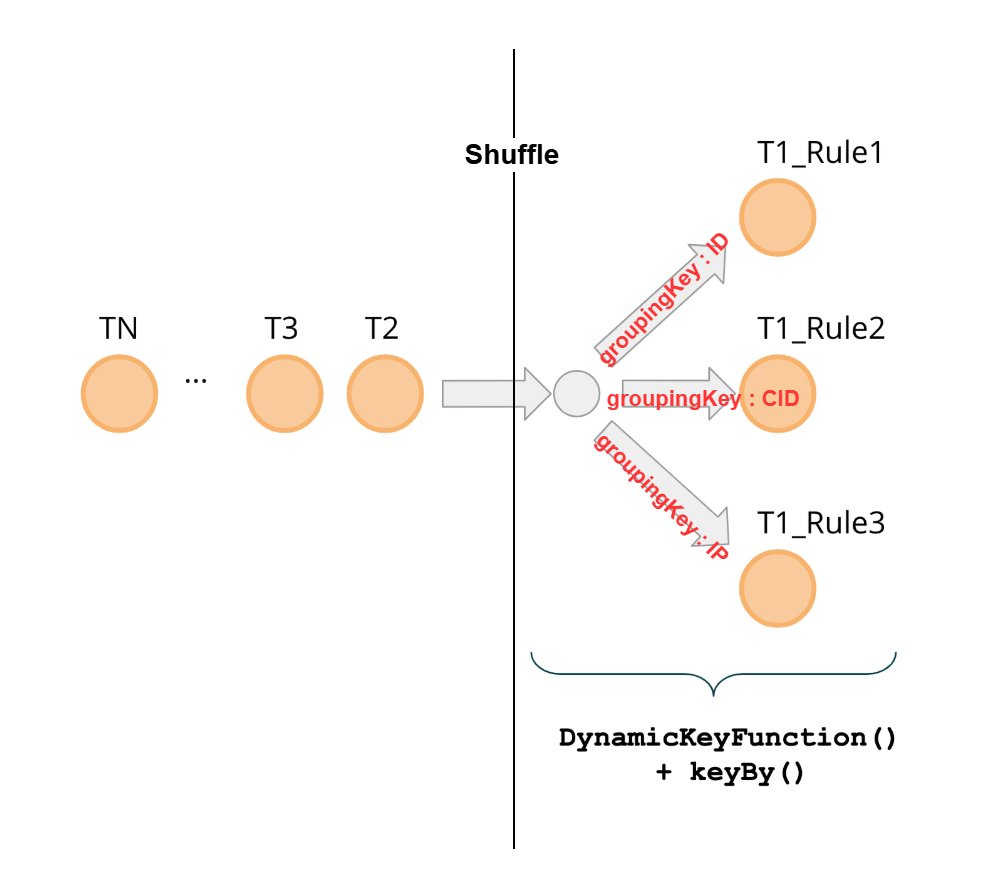 Shuffle
T1_Rule1
groupingKey : ID
TN
...
T3
T2
T1_Rule2
groupingKey : CID
groupingKey : IP
T1_Rule3
DynamicKeyFunction()
+ keyBy()